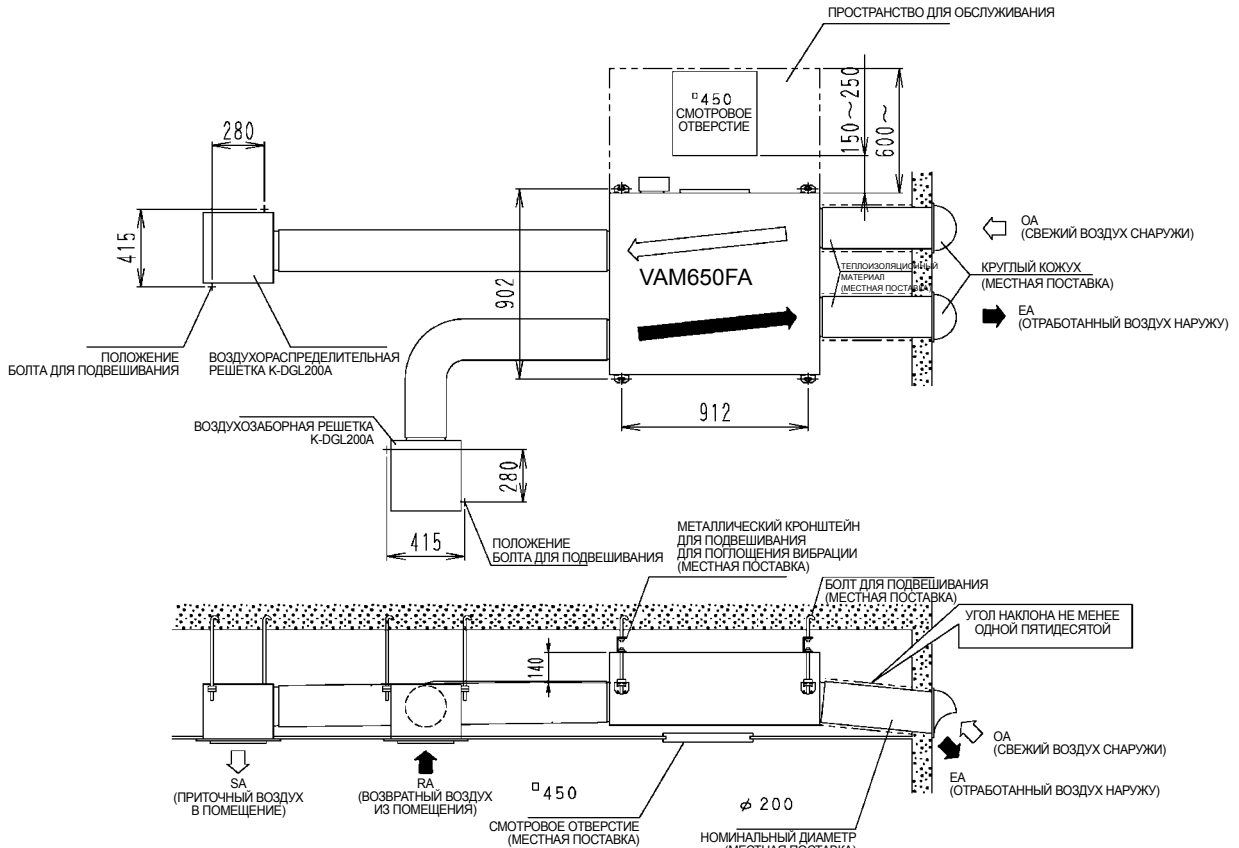 ПРОСТРАНСТВО ДЛЯ ОБСЛУЖИВАНИЯ
□450
СМОТРОВОЕ
ОТВЕРСТИЕ
150~250
600~
280
415
902
VAM650FA
ТЕПЛОИЗОЛЯЦИОННЫЙ
МАТЕРИАЛ
(МЕСТНАЯ ПОСТАВКА
OA
(СВЕЖИЙ ВОЗДУХ СНАРУЖИ)
КРУГЛЫЙ КОЖУХ
(МЕСТНАЯ ПОСТАВКА)
EA
(ОТРАБОТАННЫЙ ВОЗДУХ НАРУЖУ)
ПОЛОЖЕНИЕ
БОЛТА ДЛЯ ПОДВЕШИВАНИЯ
ВОЗДУХОРАСПРЕДЕЛИТЕЛЬНАЯ
РЕШЕТКА K-DGL200A
912
ВОЗДУХОЗАБОРНАЯ РЕШЕТКА
K-DGL200A
280
415
ПОЛОЖЕНИЕ
БОЛТА ДЛЯ ПОДВЕШИВАНИЯ
МЕТАЛЛИЧЕСКИЙ КРОНШТЕЙН
ДЛЯ ПОДВЕШИВАНИЯ
ДЛЯ ПОГЛОЩЕНИЯ ВИБРАЦИИ
(МЕСТНАЯ ПОСТАВКА)
БОЛТ ДЛЯ ПОДВЕШИВАНИЯ
(МЕСТНАЯ ПОСТАВКА)
УГОЛ НАКЛОНА НЕ МЕНЕЕ
ОДНОЙ ПЯТИДЕСЯТОЙ
140
SA
(ПРИТОЧНЫЙ ВОЗДУХ
В ПОМЕЩЕНИЕ)
RA
(ВОЗВРАТНЫЙ ВОЗДУХ
ИЗ ПОМЕЩЕНИЯ)
□450
СМОТРОВОЕ ОТВЕРСТИЕ
(МЕСТНАЯ ПОСТАВКА)
ϕ 200
НОМИНАЛЬНЫЙ ДИАМЕТР
(МЕСТНАЯ ПОСТАВКА)
OA
(СВЕЖИЙ ВОЗДУХ СНАРУЖИ)
EA
(ОТРАБОТАННЫЙ ВОЗДУХ НАРУЖУ)